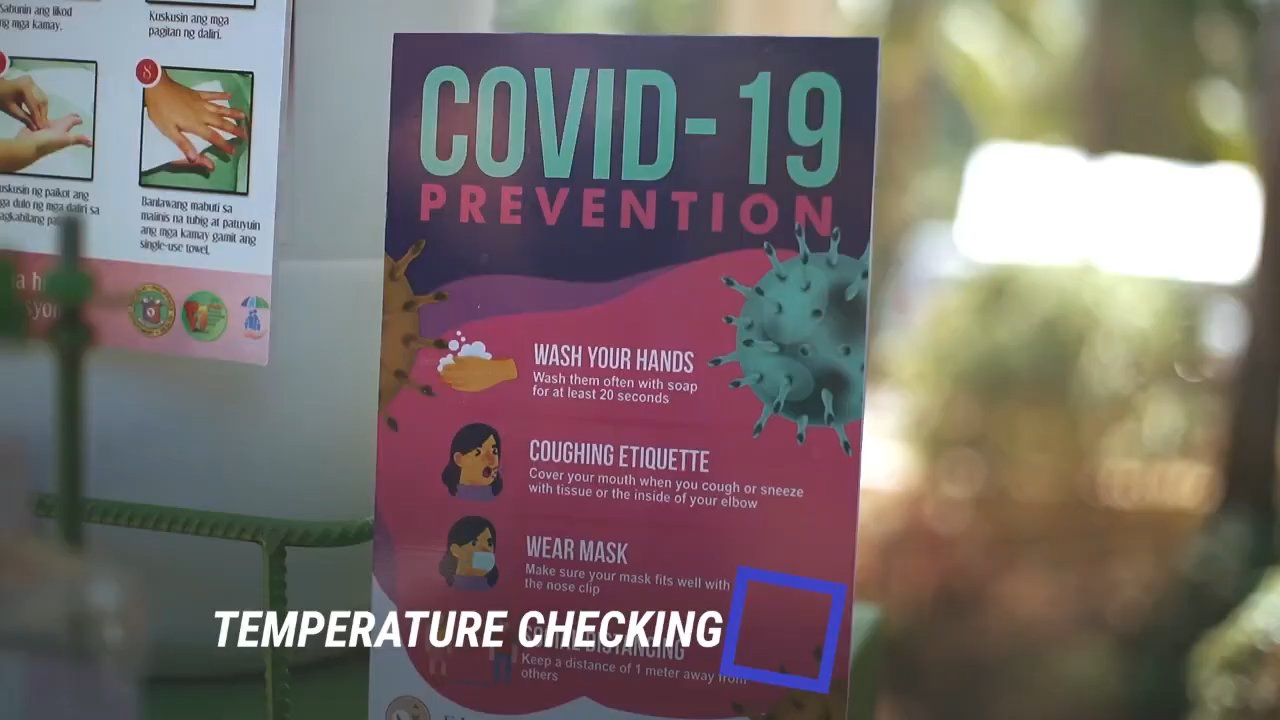 Sabunin ang likod
ng mga kamay.
Kuskusin ang mga
pagitan ng daliri.
8
ng paikot ang
dulo ng mga daliri sa
Banlawang mabuti sa
malinis na tubig at patuyuin
ang mga kamay gamit ang
single-use towel.
COVID-19
PREVENTION
WASH YOUR HANDS
Wash them often with soap
for at least 20 seconds
COUGHING ETIQUETTE
Cover your mouth when you cough or sneeze
with tissue or the inside of your elbow
WEAR MASK
Make sure your mask fits well with
the nose clip
TEMPERATURE CHECKING
SOCIAL DISTANCING
Keep a distance of 1 meter away from
others